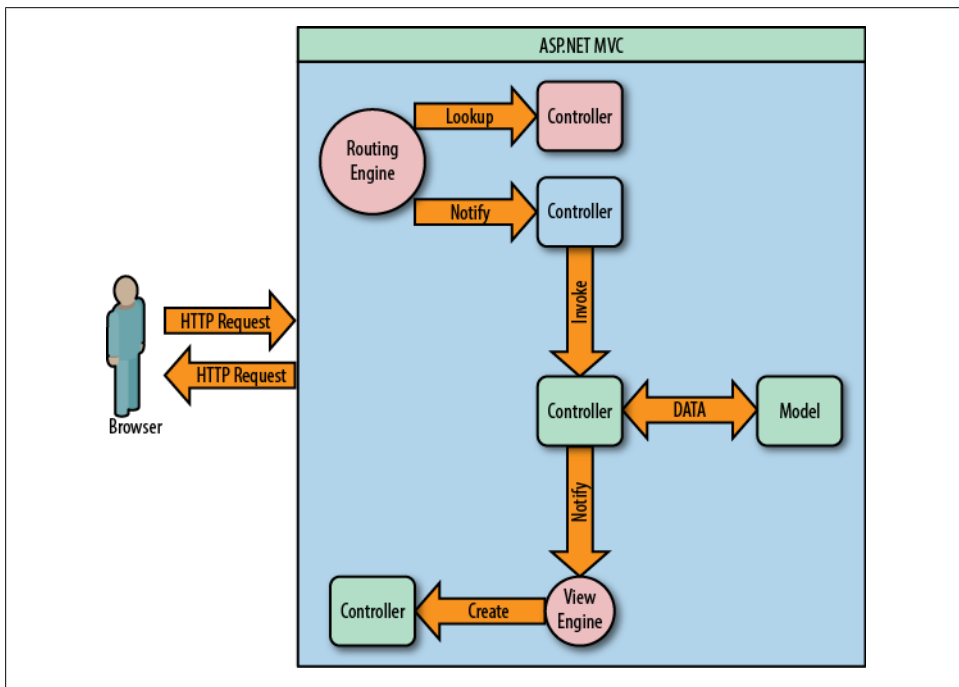 ASP.NET MVC
Lookup
Controller
Routing
Engine
Notify
Controller
Invoke
HTTP Request
HTTP Request
Browser
Controller
DATA
Model
Notify
View
Engine
Create
Controller